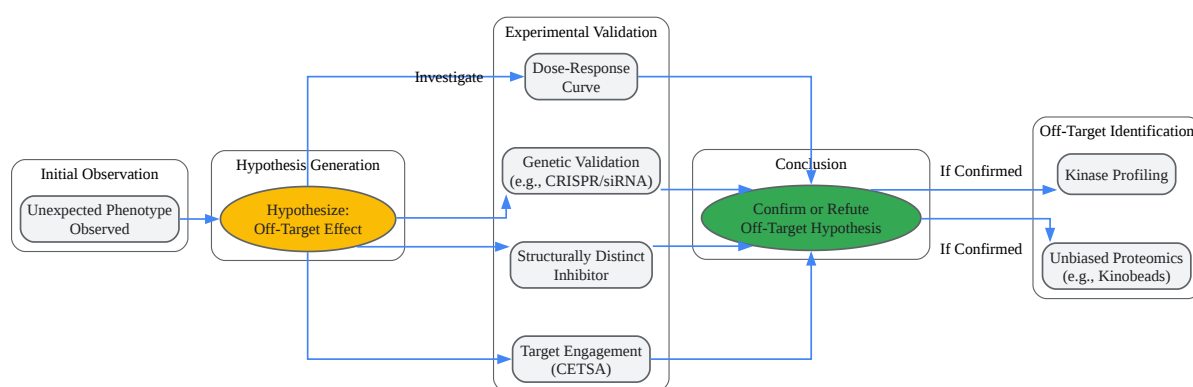 Initial Observation
Unexpected Phenotype
Observed
Hypothesis Generation
Hypothesize:
Off-Target Effect
Investigate
Experimental Validation
Dose-Response
Curve
Genetic Validation
(e.g., CRISPR/siRNA)
Structurally Distinct
Inhibitor
Target Engagement
(CETSA)
Conclusion
Confirm or Refute
Off-Target Hypothesis
If Confirmed
If Confirmed
Off-Target Identification
Kinase Profiling
Unbiased Proteomics
(e.g., Kinobeads)